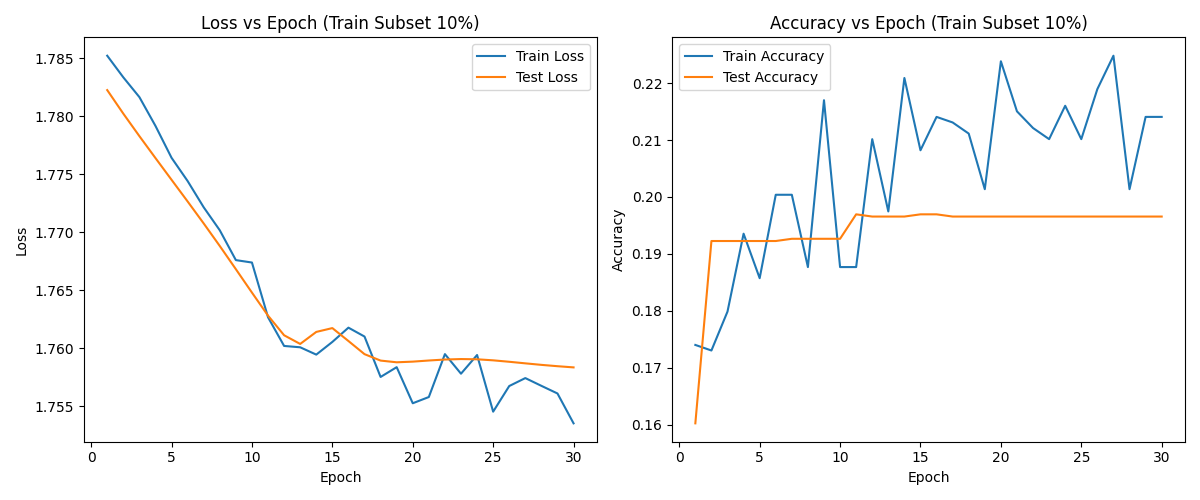 Loss vs Epoch (Train Subset 10%)
Train Loss
Test Loss
1.785
1.780
1.775
1.770
1.765
1.760
1.755
Loss
0 5 10 15 20 25 30
Epoch
Accuracy vs Epoch (Train Subset 10%)
Train Accuracy
Test Accuracy
0.22
0.21
0.20
0.19
0.18
0.17
0.16
Accuracy
0 5 10 15 20 25 30
Epoch